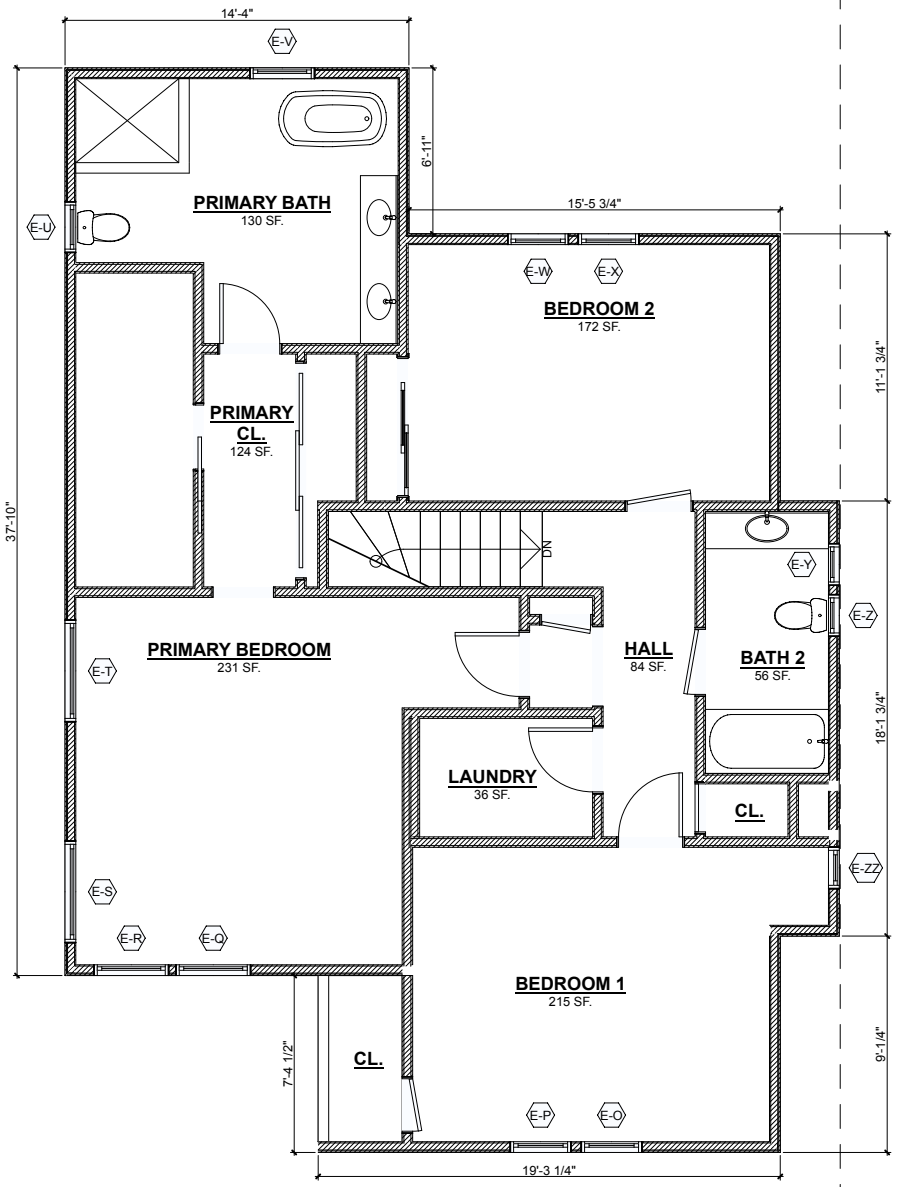 14'-4"
E-V
6'-11"
PRIMARY BATH
130 SF.
15'-5 3/4"
E-U
E-W
E-X
BEDROOM 2
172 SF.
11'-1 3/4"
PRIMARY
CL.
124 SF.
37'-10"
DN
E-Y
E-Z
PRIMARY BEDROOM
231 SF.
HALL
84 SF.
BATH 2
56 SF.
E-T
18'-1 3/4"
LAUNDRY
36 SF.
CL.
E-ZZ
E-S
E-R
E-Q
BEDROOM 1
215 SF.
CL.
7'-4 1/2"
9'-1/4"
E-P
E-O
19'-3 1/4"